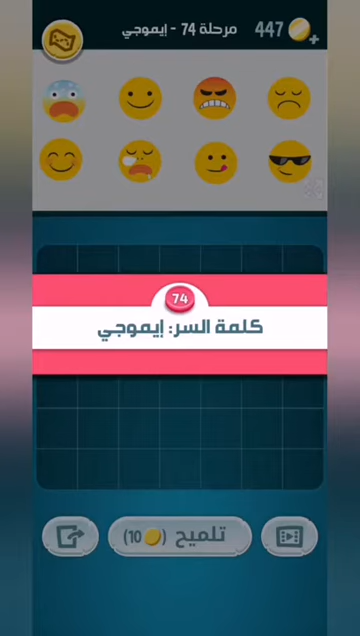 مرحلة 74 - إيموجي
447
74
كلمة السر: إيموجي
تلميح (10)